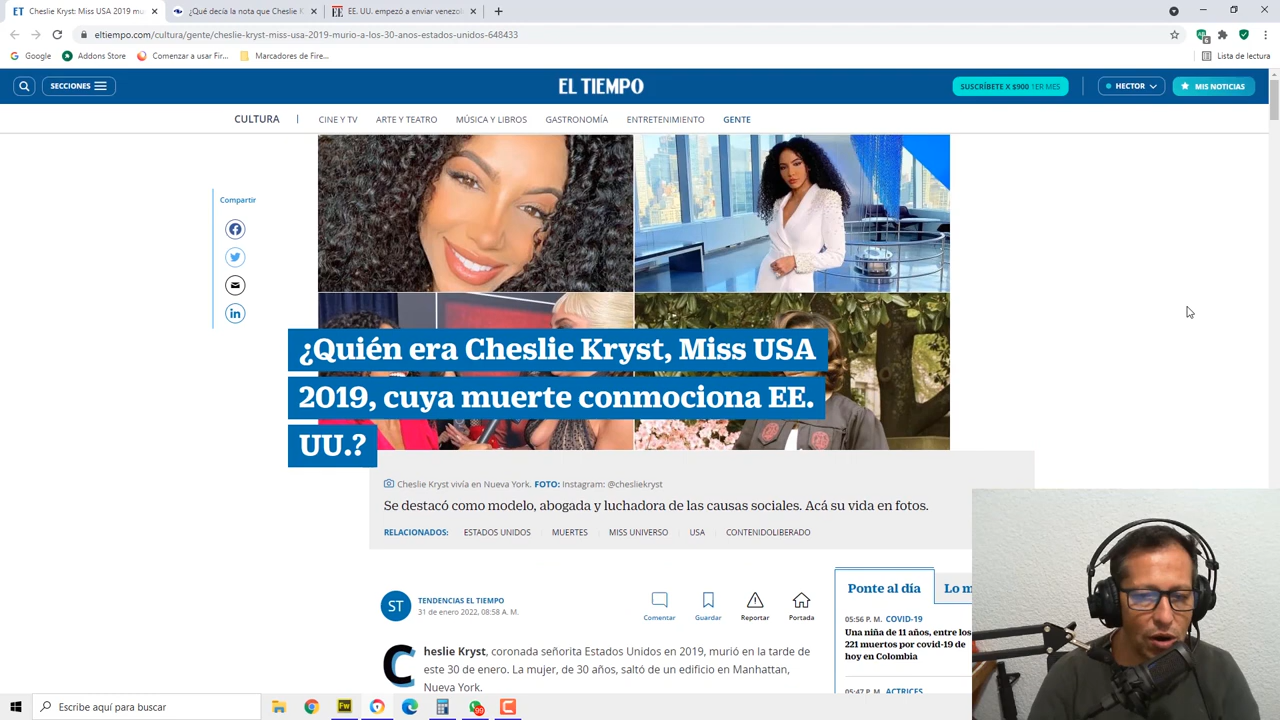 Cheslie Kryst: Miss USA 2019 mu
¿Qué decía la nota que Cheslie K
EE. UU. empezó a enviar venezol
eltiempo.com/cultura/gente/cheslie-kryst-miss-usa-2019-murio-a-los-30-anos-estados-unidos-648433
Google
Addons Store
Comenzar a usar Fir...
Marcadores de Fire...
Lista de lectura
SECCIONES
EL TIEMPO
SUSCRÍBETE X $900 1ER MES
HECTOR
MIS NOTICIAS
CULTURA
CINE Y TV
ARTE Y TEATRO
MÚSICA Y LIBROS
GASTRONOMÍA
ENTRETENIMIENTO
GENTE
Compartir
¿Quién era Cheslie Kryst, Miss USA
2019, cuya muerte conmociona EE.
UU.?
Cheslie Kryst vivía en Nueva York. FOTO: Instagram: @chesliekryst
Se destacó como modelo, abogada y luchadora de las causas sociales. Acá su vida en fotos.
RELACIONADOS: ESTADOS UNIDOS MUERTES MISS UNIVERSO USA CONTENIDOLIBERADO
ST
TENDENCIAS EL TIEMPO
31 de enero 2022, 08:58 A. M.
Comentar
Guardar
Reportar
Portada
Cheslie Kryst, coronada señorita Estados Unidos en 2019, murió en la tarde de
este 30 de enero. La mujer, de 30 años, saltó de un edificio en Manhattan,
Nueva York.
Ponte al día
Lo m
05:56 P. M. COVID-19
Una niña de 11 años, entre los
221 muertos por covid-19 de
hoy en Colombia
05:47 P. M. ACTRICES
Escribe aquí para buscar